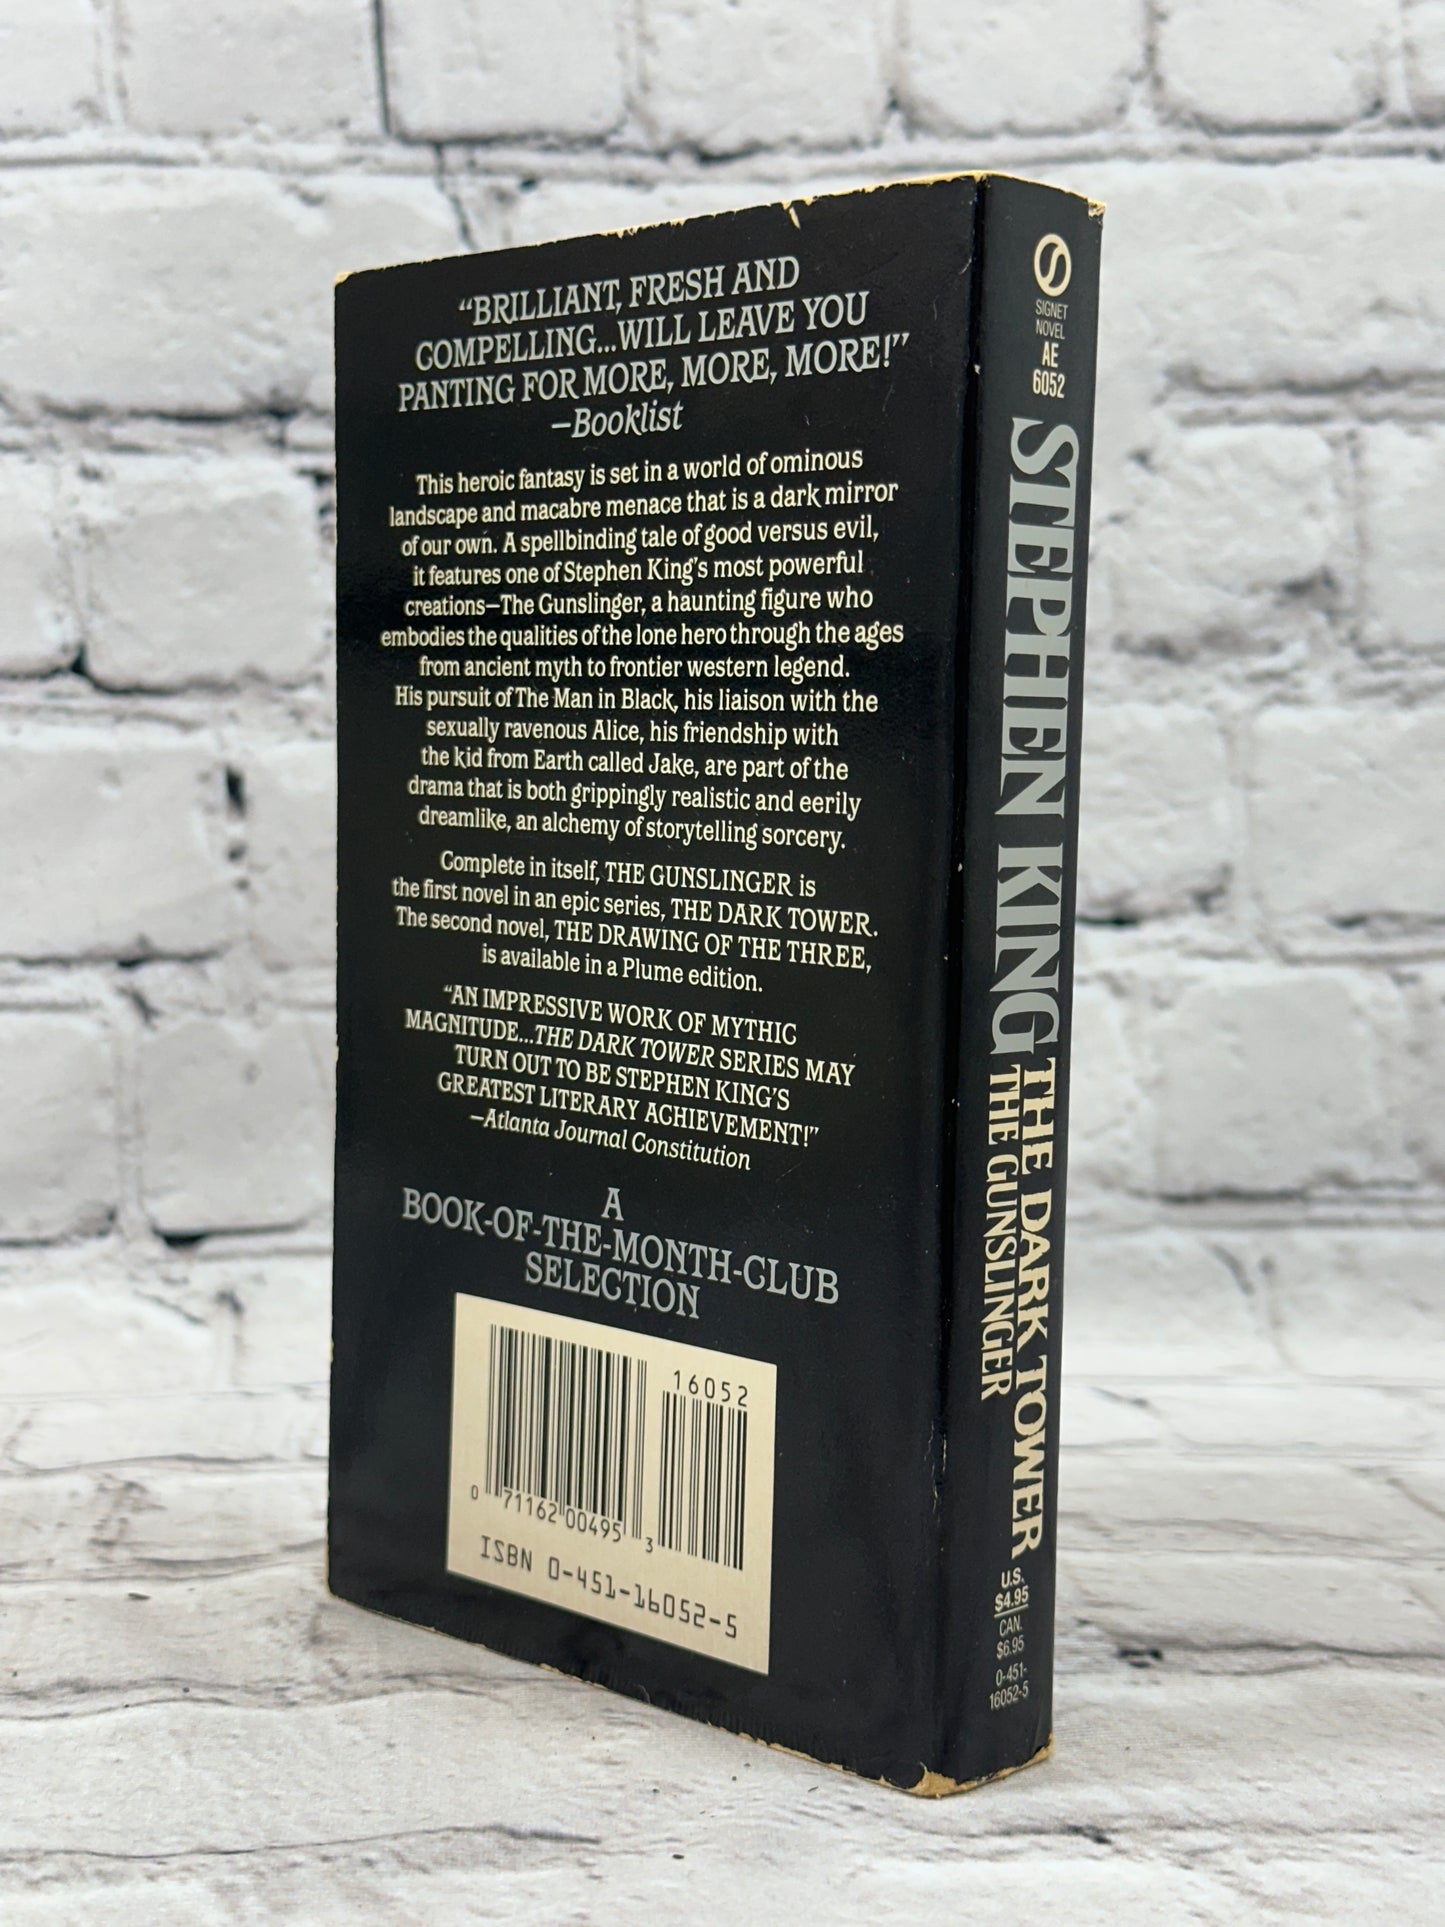 “BRILLIANT, FRESH AND
COMPELLING...WILL LEAVE YOU
PANTING FOR MORE, MORE, MORE!”
—Booklist
This heroic fantasy is set in a world of ominous
landscape and macabre menace that is a dark mirror
of our own. A spellbinding tale of good versus evil,
it features one of Stephen King's most powerful
creations—The Gunslinger, a haunting figure who
embodies the qualities of the lone hero through the ages
from ancient myth to frontier western legend.
His pursuit of The Man in Black, his liaison with the
sexually ravenous Alice, his friendship with
the kid from Earth called Jake, are part of the
drama that is both grippingly realistic and eerily
dreamlike, an alchemy of storytelling sorcery.
Complete in itself, THE GUNSLINGER is
the first novel in an epic series, THE DARK TOWER.
The second novel, THE DRAWING OF THE THREE,
is available in a Plume edition.
“AN IMPRESSIVE WORK OF MYTHIC
MAGNITUDE...THE DARK TOWER SERIES MAY
TURN OUT TO BE STEPHEN KING'S
GREATEST LITERARY ACHIEVEMENT!”
—Atlanta Journal Constitution
A
BOOK-OF-THE-MONTH-CLUB
SELECTION
16052
0 71162 00495 3
ISBN 0-451-16052-5
SIGNET
NOVEL
AE
6052
STEPHEN KING
THE DARK TOWER
THE GUNSLINGER
U.S.
$4.95
CAN.
$6.95
0-451-
16052-5